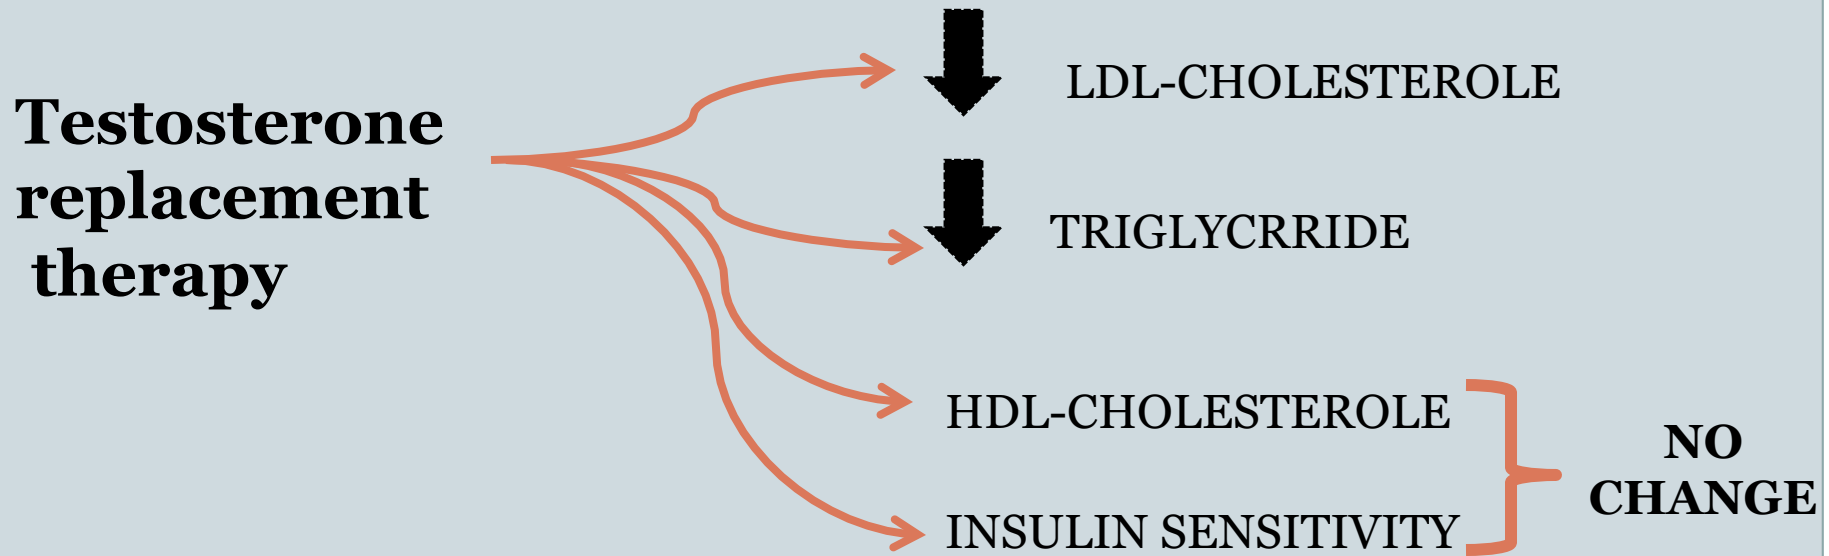 Testosterone
replacement
therapy
LDL-CHOLESTEROLE
TRIGLYCRRIDE
HDL-CHOLESTEROLE
INSULIN SENSITIVITY
NO
CHANGE